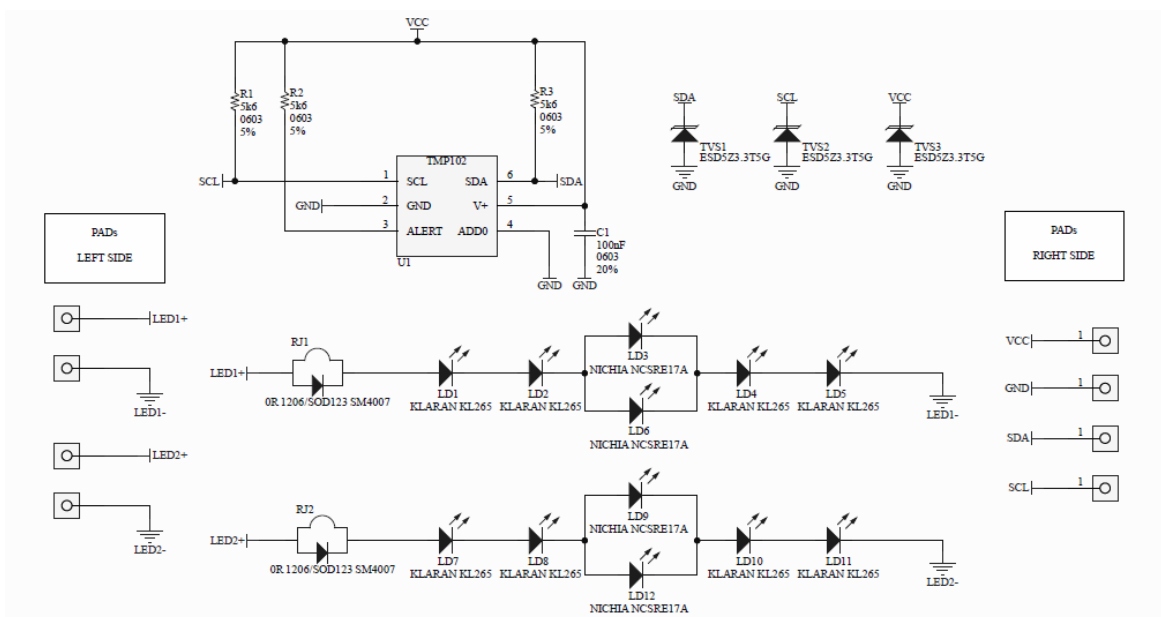 VCC
R1
5k6
0603
5%
R2
5k6
0603
5%
R3
5k6
0603
5%
TMP102
SCL
1
SCL
SDA
6
SDA
GND
2
GND
V+
5
3
ALERT
ADD0
4
U1
C1
100nF
0603
20%
GND
GND
SDA
TVS1
ESD5Z3.3T5G
GND
SCL
TVS2
ESD5Z3.3T5G
GND
VCC
TVS3
ESD5Z3.3T5G
GND
PADs
LEFT SIDE
LED1+
LED1-
LED2+
LED2-
PADs
RIGHT SIDE
VCC
1
GND
1
SDA
1
SCL
1
LED1+
RJ1
0R 1206/SOD123 SM4007
LD1
KLARAN KL265
LD2
KLARAN KL265
LD3
NICHIA NCSRE17A
LD6
NICHIA NCSRE17A
LD4
KLARAN KL265
LD5
KLARAN KL265
LED1-
LED2+
RJ2
0R 1206/SOD123 SM4007
LD7
KLARAN KL265
LD8
KLARAN KL265
LD9
NICHIA NCSRE17A
LD12
NICHIA NCSRE17A
LD10
KLARAN KL265
LD11
KLARAN KL265
LED2-